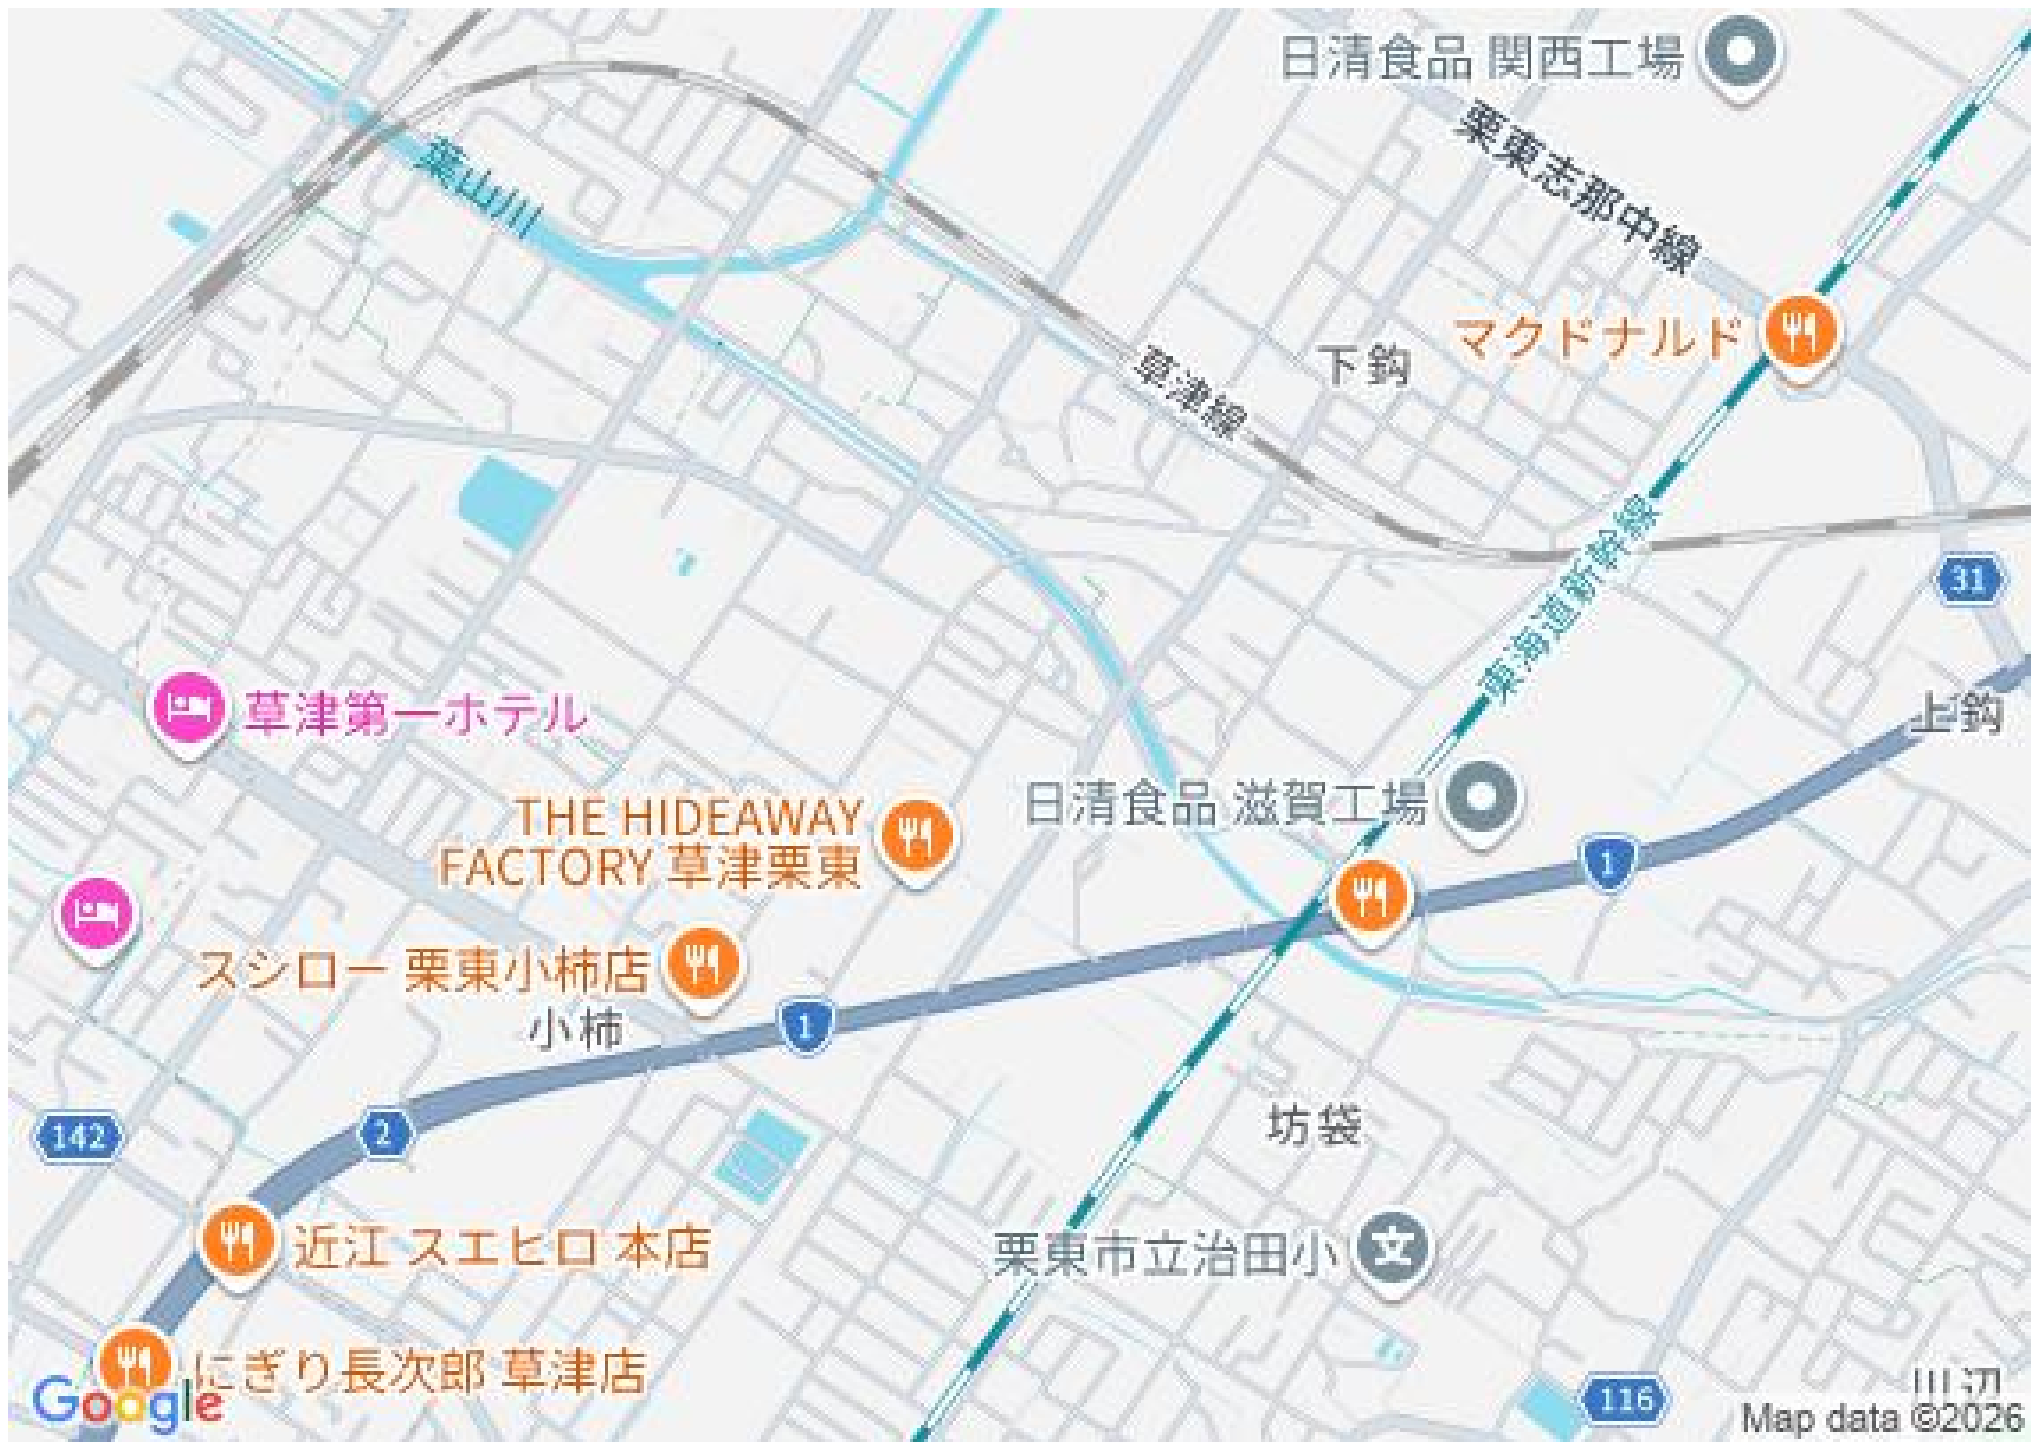 日清食品 関西工場
栗東志那中線
葉山川
マクドナルド
下鈎
草津線
東海道新幹線
31
上鈎
草津第一ホテル
日清食品 滋賀工場
THE HIDEAWAY
FACTORY 草津栗東
1
スシロー 栗東小柿店
小柿
1
142
2
坊袋
近江 スエヒロ 本店
栗東市立治田小
にぎり長次郎 草津店
Google
116
川辺
Map data ©2026